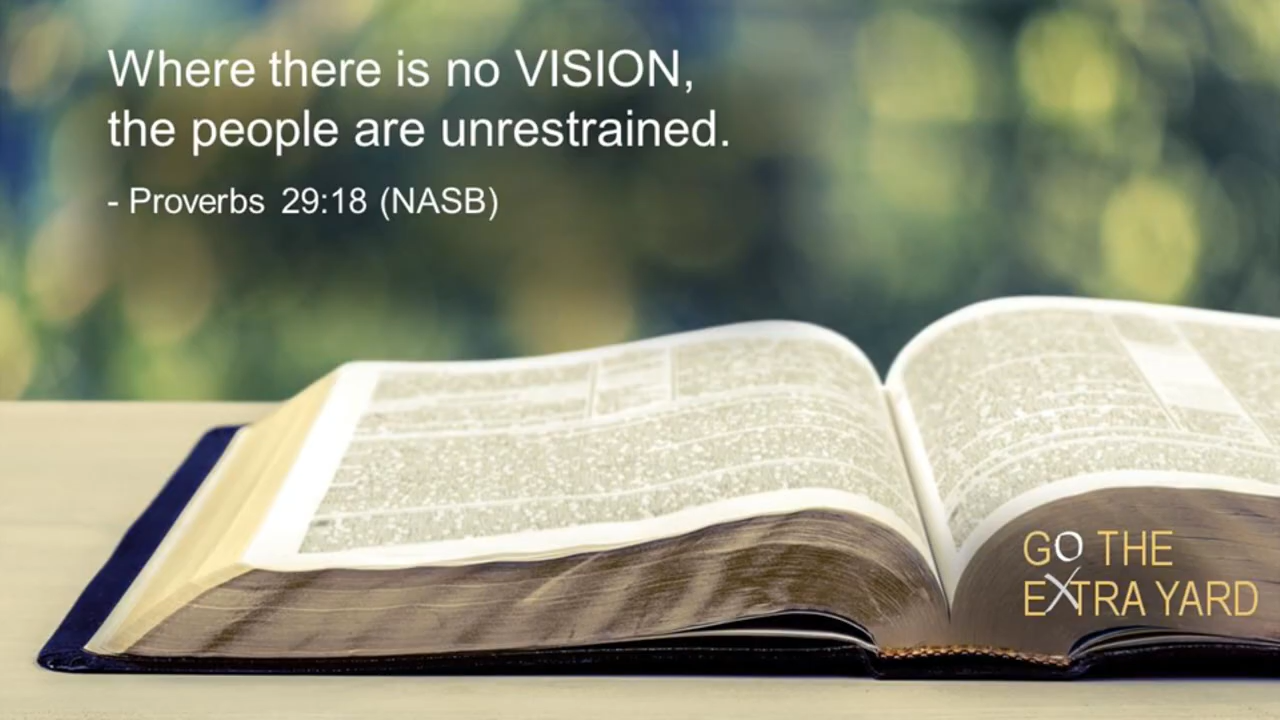 Where there is no VISION,
the people are unrestrained.
- Proverbs 29:18 (NASB)
GO THE
EXTRA YARD